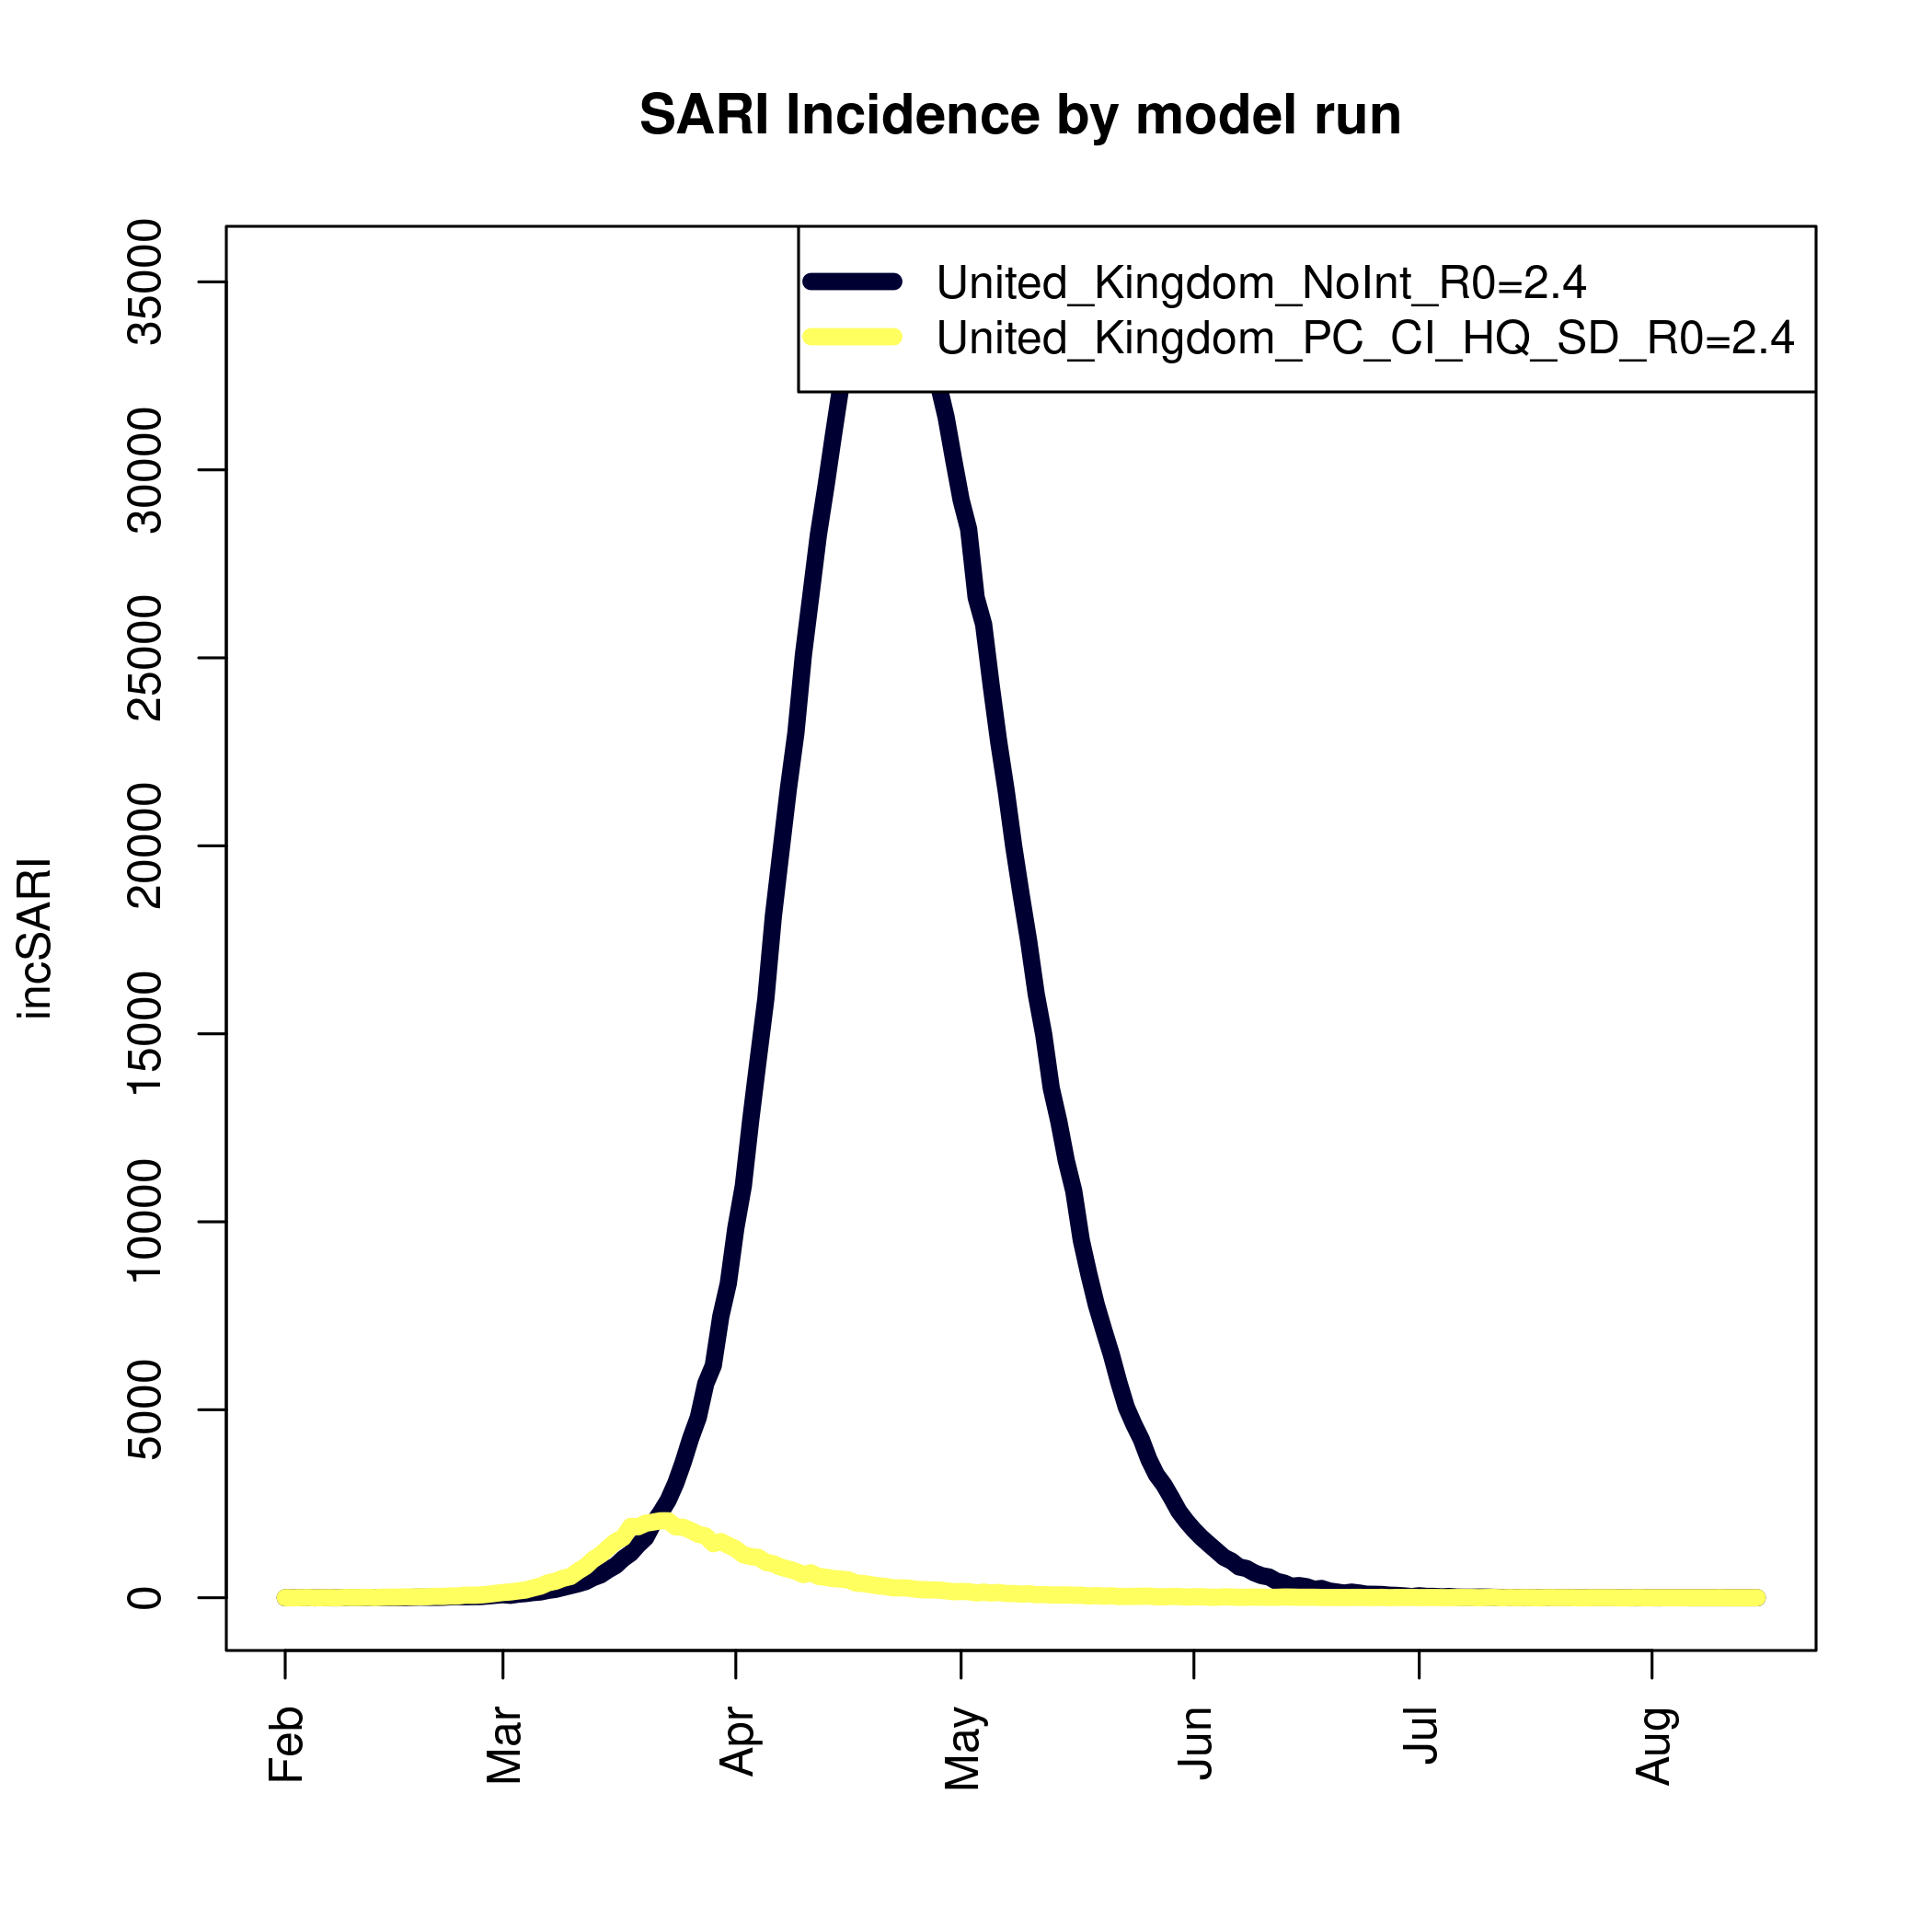 SARI Incidence by model run
United_Kingdom_NoInt_R0=2.4
United_Kingdom_PC_CI_HQ_SD_R0=2.4
incSARI
35000
30000
25000
20000
15000
10000
5000
0
Feb
Mar
Apr
May
Jun
Jul
Aug